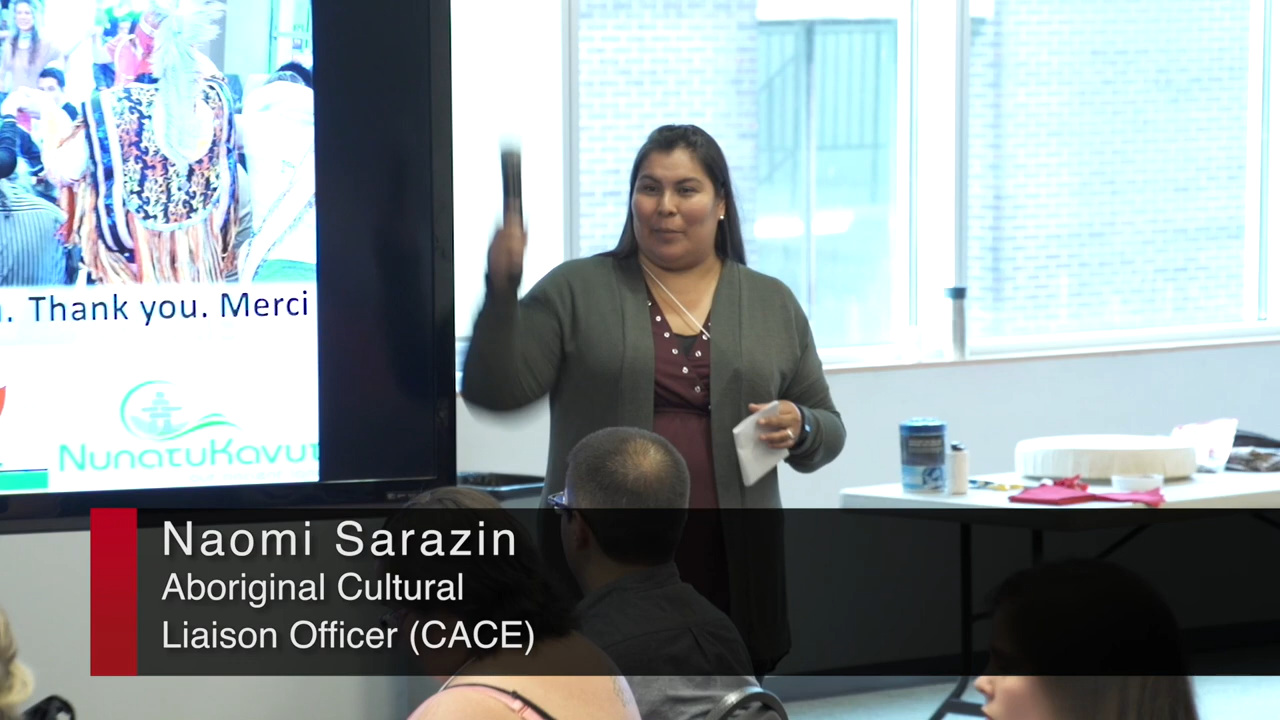 . Thank you. Merci
NunatuKavut
Naomi Sarazin
Aboriginal Cultural
Liaison Officer (CACE)